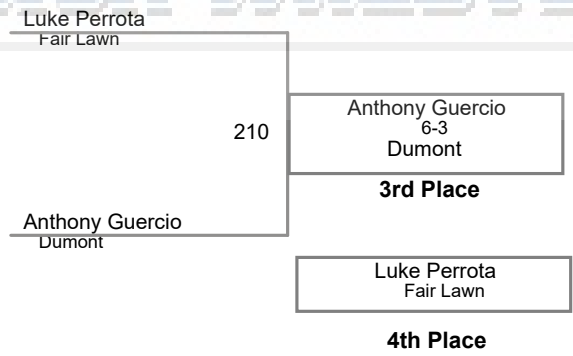 Luke Perrota
Fair Lawn
210
Anthony Guercio
6-3
Dumont
3rd Place
Anthony Guercio
Dumont
Luke Perrota
Fair Lawn
4th Place